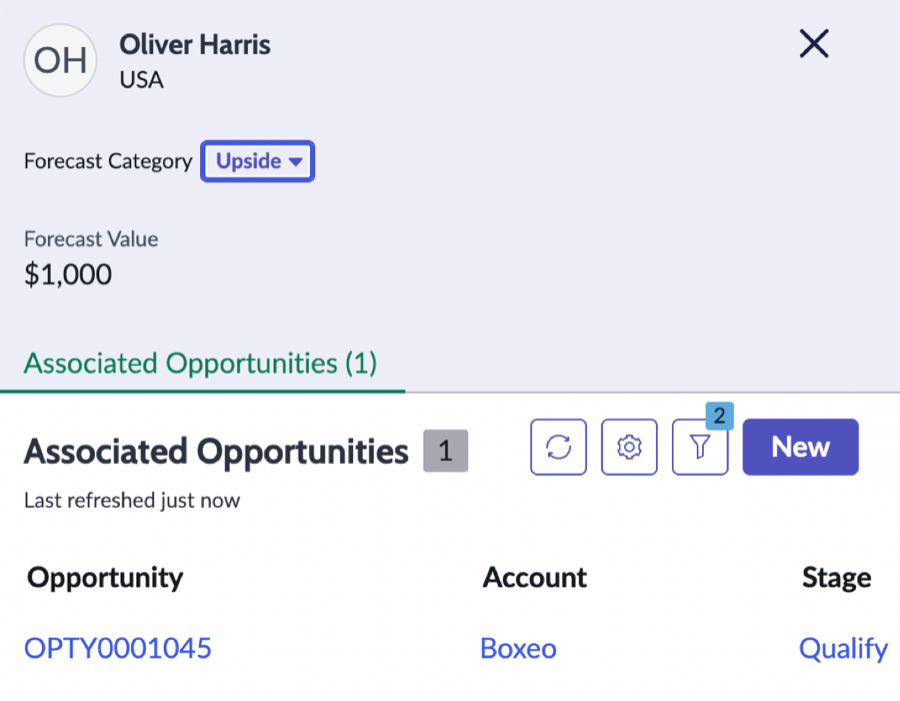 OH
Oliver Harris
USA
Forecast Category Upside
Forecast Value
$1,000
Associated Opportunities (1)
Associated Opportunities 1
2
New
Last refreshed just now
Opportunity Account Stage
OPTY0001045 Boxeo Qualify